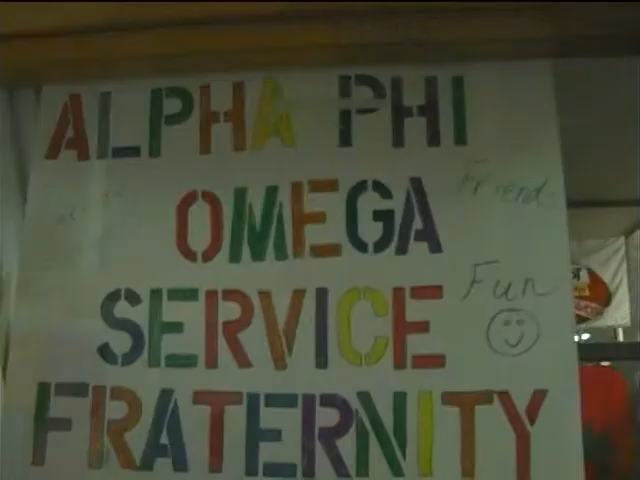 ALPHA PHI
Friends
OMEGA
Fun
SERVICE
FRATERNITY